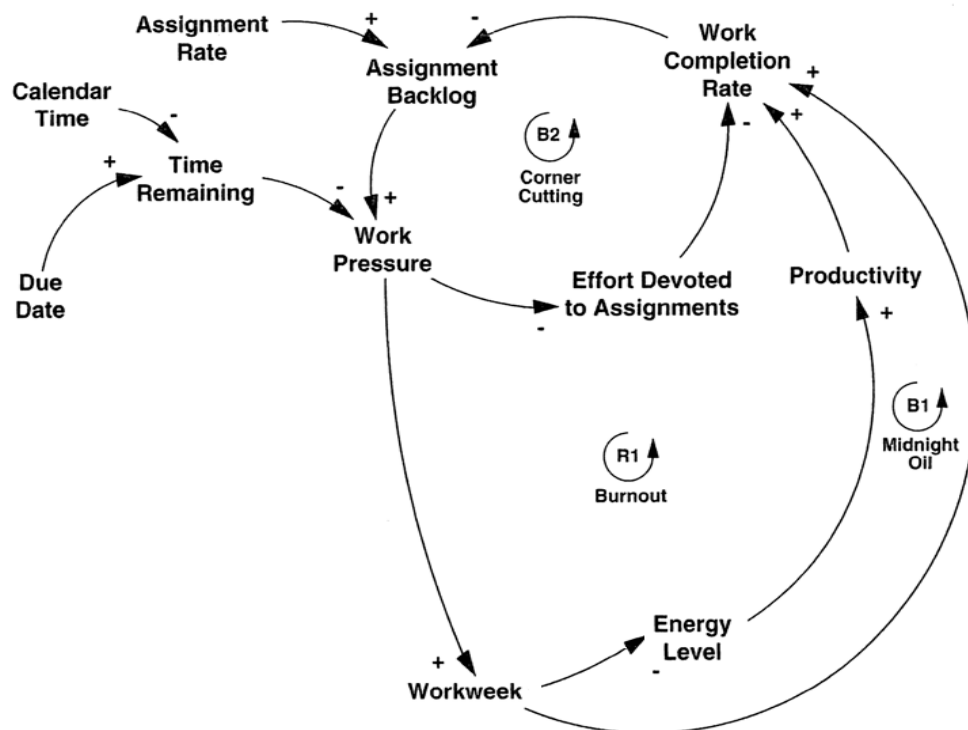 Assignment
Rate
+
-
Work
Completion
Rate
+
Assignment
Backlog
Calendar
Time
-
+
-
B2
Corner
Cutting
+
Time
Remaining
-
+
Work
Pressure
Due
Date
Effort Devoted
to Assignments
-
Productivity
+
B1
Midnight
Oil
R1
Burnout
Energy
Level
-
+
Workweek